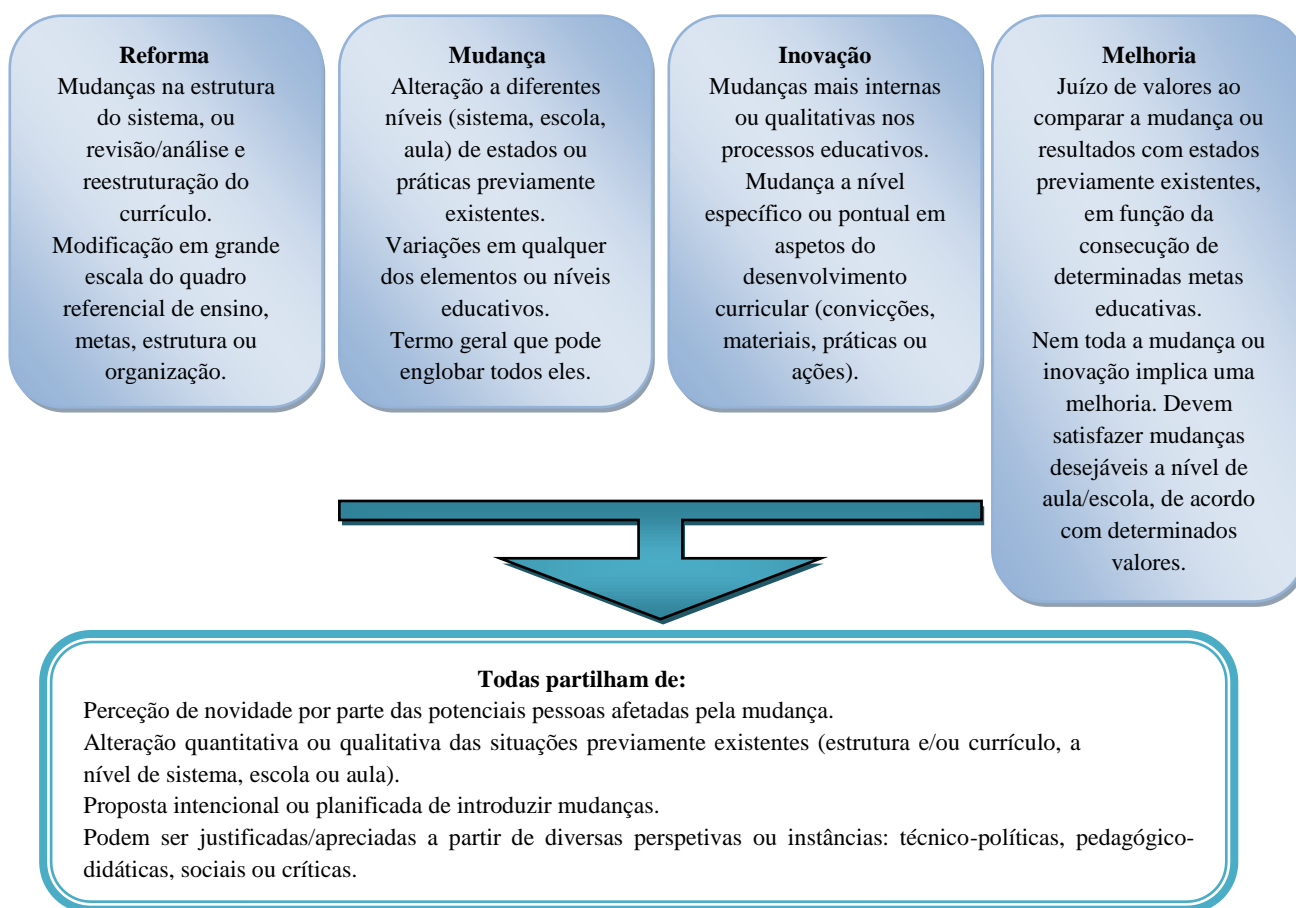 Reforma
Mudanças na estrutura
do sistema, ou
revisão/análise e
reestruturação do
currículo.
Modificação em grande
escala do quadro
referencial de ensino,
metas, estrutura ou
organização.
Mudança
Alteração a diferentes
níveis (sistema, escola,
aula) de estados ou
práticas previamente
existentes.
Variações em qualquer
dos elementos ou níveis
educativos.
Termo geral que pode
englobar todos eles.
Inovação
Mudanças mais internas
ou qualitativas nos
processos educativos.
Mudança a nível
específico ou pontual em
aspetos do
desenvolvimento
curricular (convicções,
materiais, práticas ou
ações).
Melhoria
Juízo de valores ao
comparar a mudança ou
resultados com estados
previamente existentes,
em função da
consecução de
determinadas metas
educativas.
Nem toda a mudança ou
inovação implica uma
melhoria. Devem
satisfazer mudanças
desejáveis a nível de
aula/escola, de acordo
com determinados
valores.
Todas partilham de:
Perceção de novidade por parte das potenciais pessoas afetadas pela mudança.
Alteração quantitativa ou qualitativa das situações previamente existentes (estrutura e/ou currículo, a
nível de sistema, escola ou aula).
Proposta intencional ou planificada de introduzir mudanças.
Podem ser justificadas/apreciadas a partir de diversas perspetivas ou instâncias: técnico-políticas, pedagógico-
didáticas, sociais ou críticas.